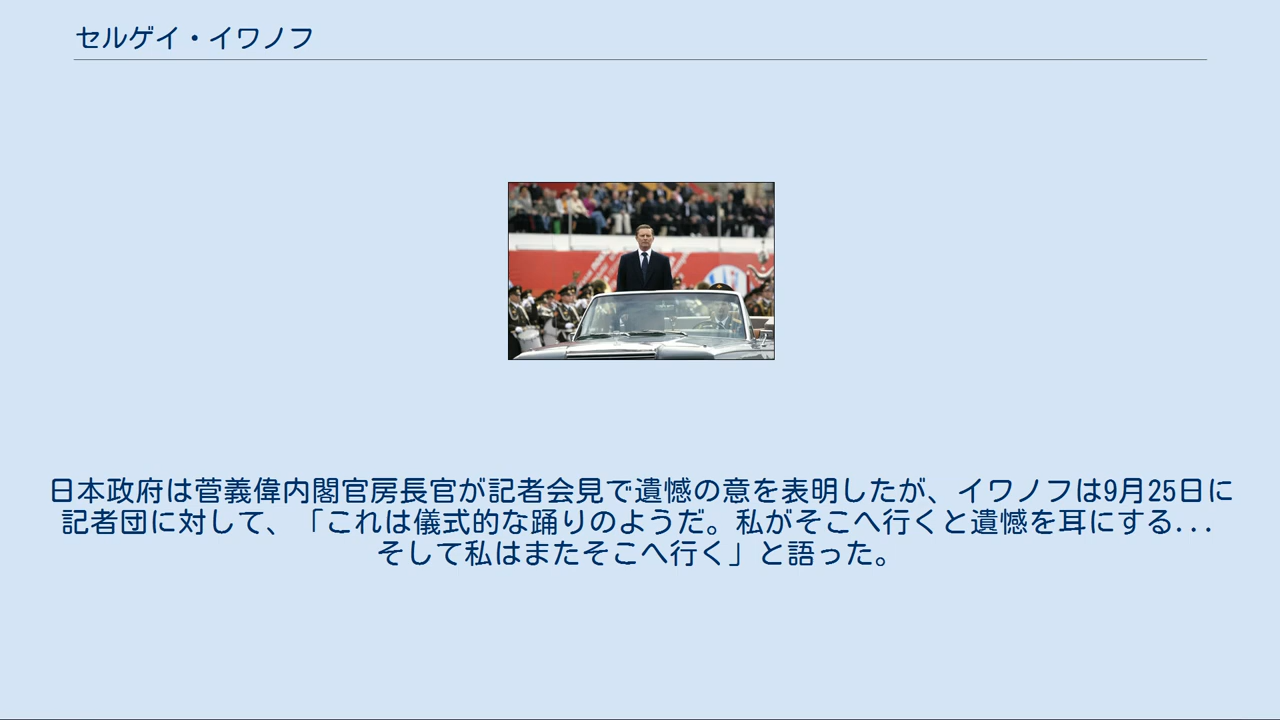 セルゲイ・イワノフ
日本政府は菅義偉内閣官房長官が記者会見で遺憾の意を表明したが、イワノフは9月25日に
記者団に対して、「これは儀式的な踊りのようだ。私がそこへ行くと遺憾を耳にする...
そして私はまたそこへ行く」と語った。